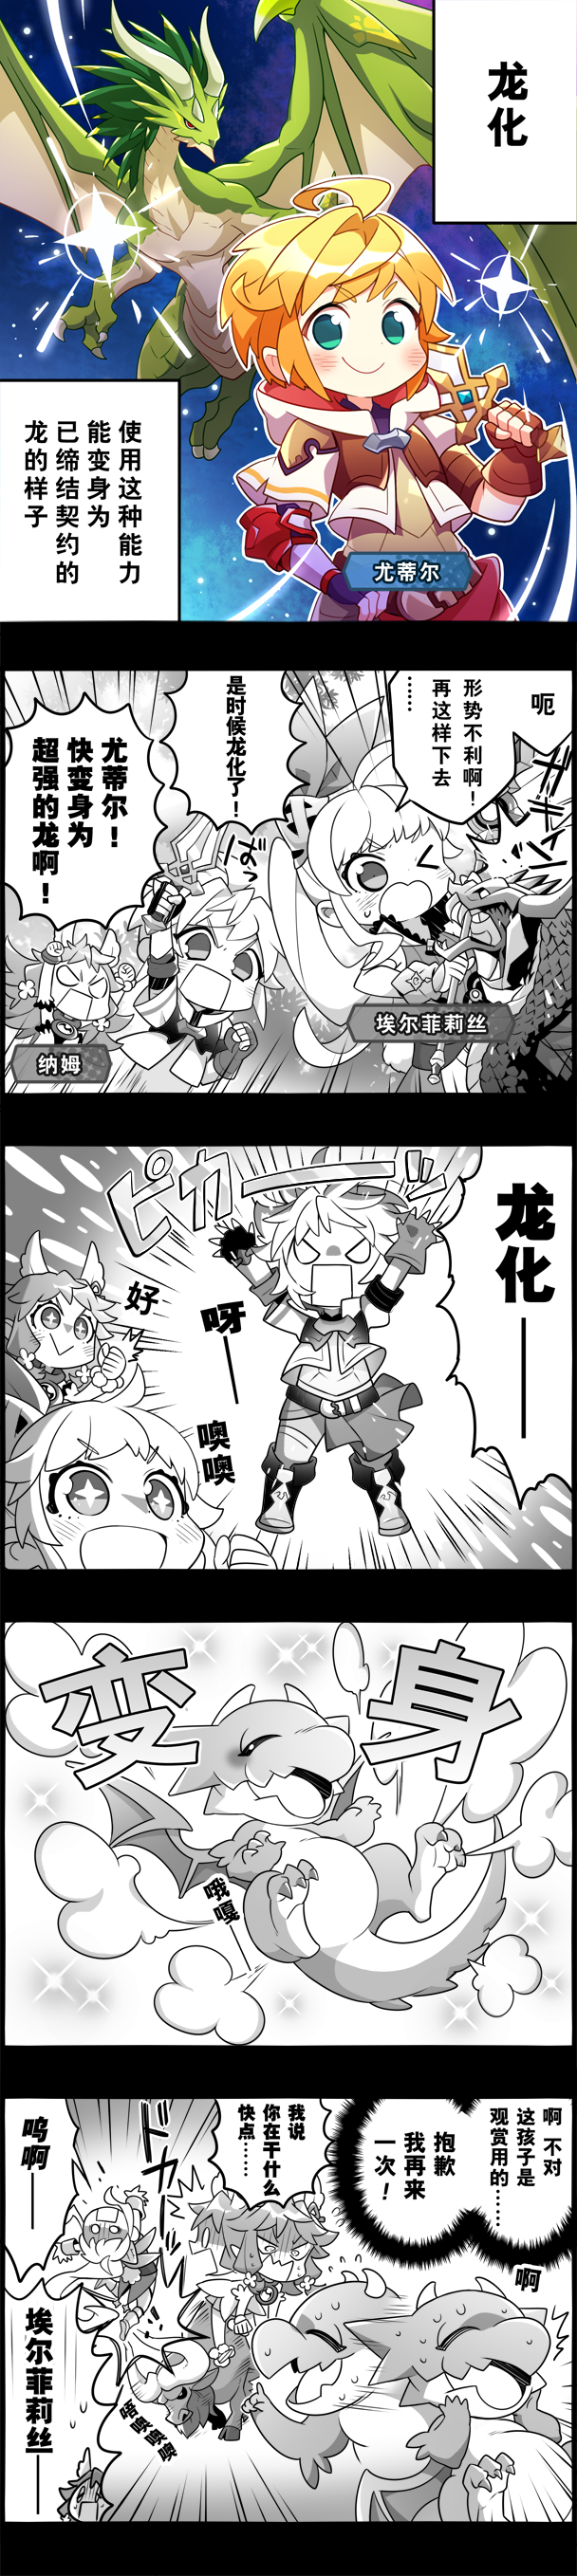 龙化
使用这种能力
能变身为
已缔结契约的
龙的样子
尤蒂尔
呃
形势不利啊！
再这样下去
……
ガギィン
埃尔菲莉丝
是时候龙化了！
ばっ
尤蒂尔！
快变身为
超强的龙啊！
纳姆
龙化——
ピカーーッ
呀——
好
噢噢
变身
哦嘎——
啊 不对
这孩子是
观赏用的……
抱歉
我再来
一次！
啊
我说
你在干什么
快点……
ドカッ
呜啊——
埃尔菲莉丝——